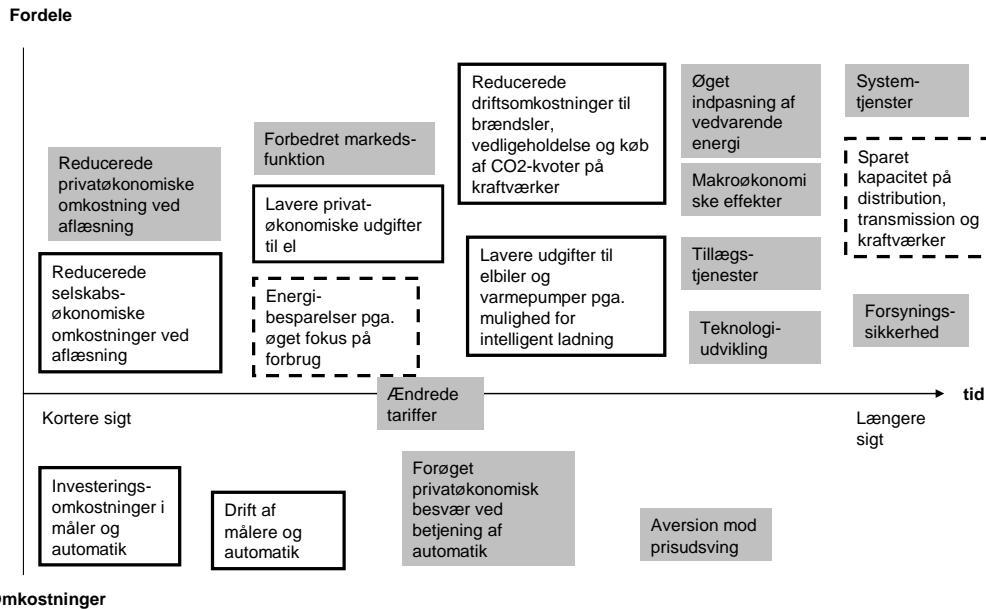 Fordele
Reducerede
privatøkonomiske
omkostning ved
aflæsning
Reducerede
selskabs-
økonomiske
omkostninger ved
aflæsning
Forbedret markeds-
funktion
Lavere privat-
økonomiske udgifter
til el
Energi-
besparelser pga.
øget fokus på
forbrug
Reducerede
driftsomkostninger til
brændsler,
vedligeholdelse og køb
af CO2-kvoter på
kraftværker
Lavere udgifter til
elbiler og
varmepumper pga.
mulighed for
intelligent ladning
Øget
indpasning af
vedvarende
energi
Makroøkonomi
ske effekter
Tillægs-
tjenester
Teknologi-
udvikling
System-
tjenster
Sparet
kapacitet på
distribution,
transmission og
kraftværker
Forsynings-
sikkerhed
Ændrede
tariffer
tid
Kortere sigt
Længere
sigt
Investerings-
omkostninger i
måler og
automatik
Drift af
målere og
automatik
Forøget
privatøkonomisk
besvær ved
betjening af
automatik
Aversion mod
prisudsving
Omkostninger